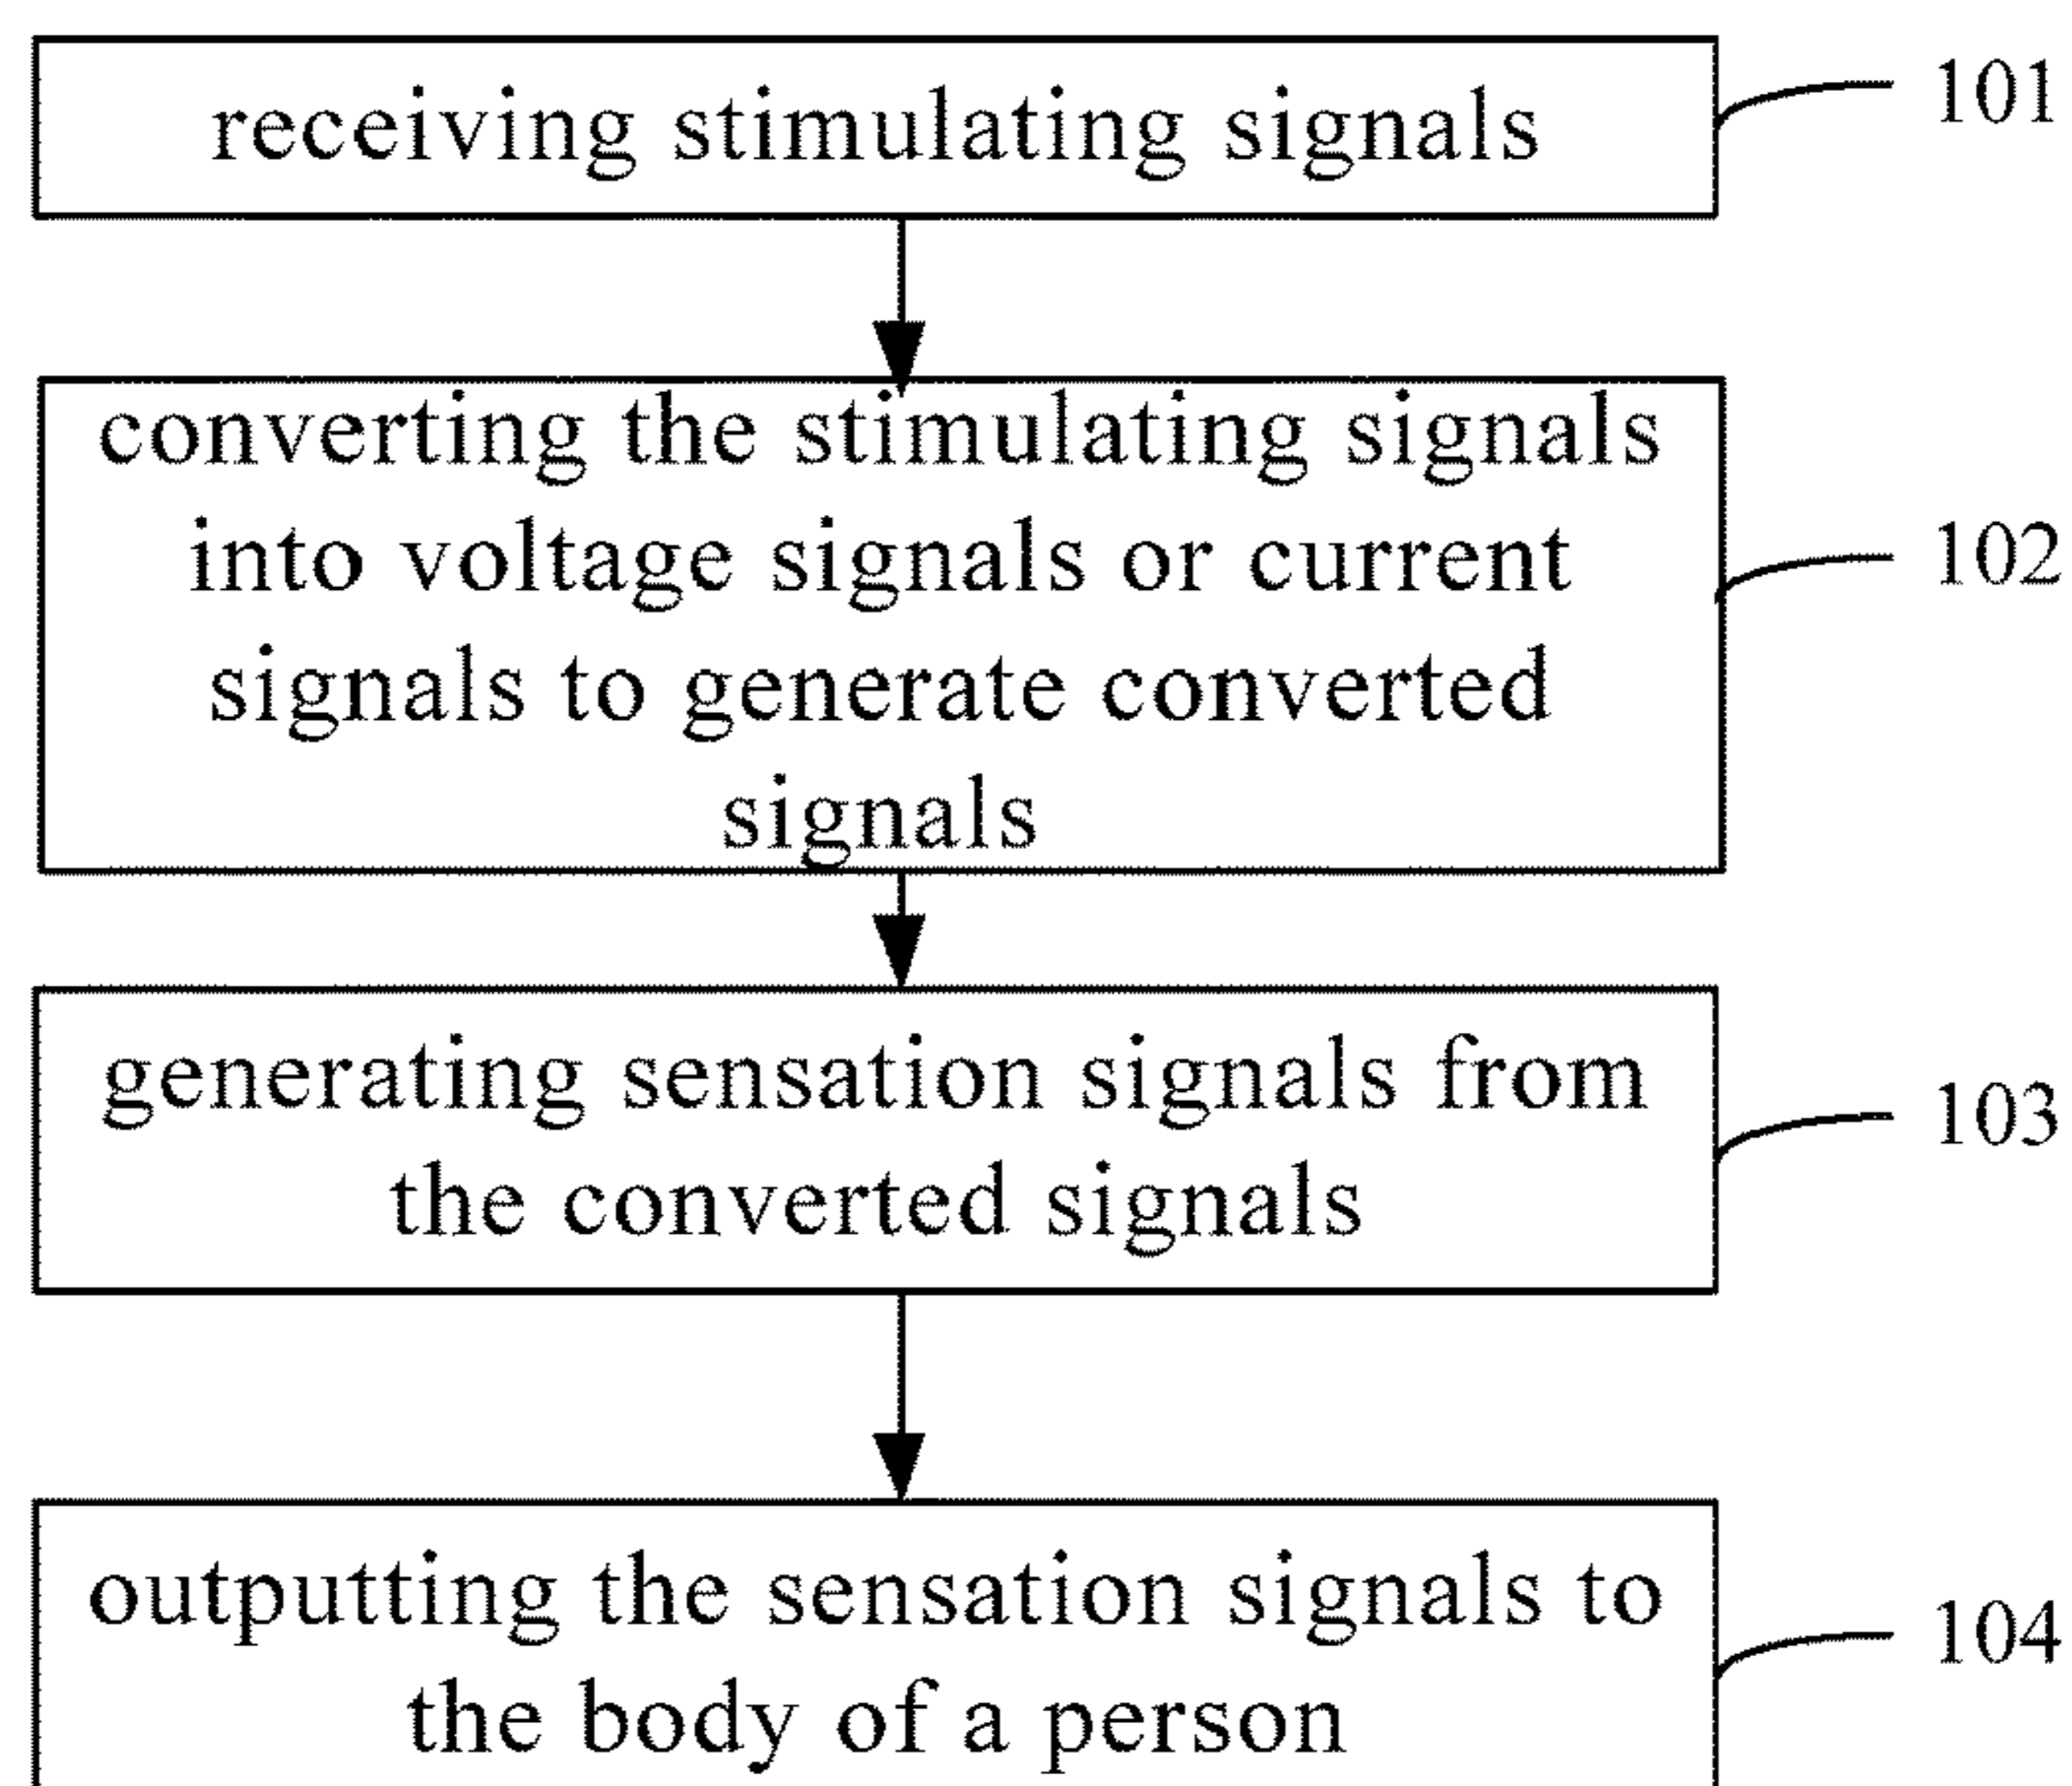 receiving stimulating signals
101
converting the stimulating signals
into voltage signals or current
signals to generate converted
signals
102
generating sensation signals from
the converted signals
103
outputting the sensation signals to
the body of a person
104